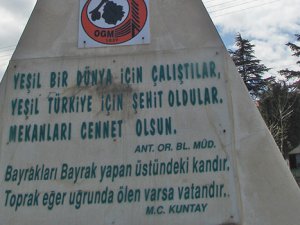 OGM
YEŞİL BİR DÜNYA İÇİN ÇALIŞTILAR,
YEŞİL TÜRKİYE İÇİN ŞEHİT OLDULAR.
MEKANLARI CENNET OLSUN.
ANT. OR. BL. MÜD.
Bayrakları Bayrak yapan üstündeki kandır.
Toprak eğer uğrunda ölen varsa vatandır.
M.C. KUNTAY